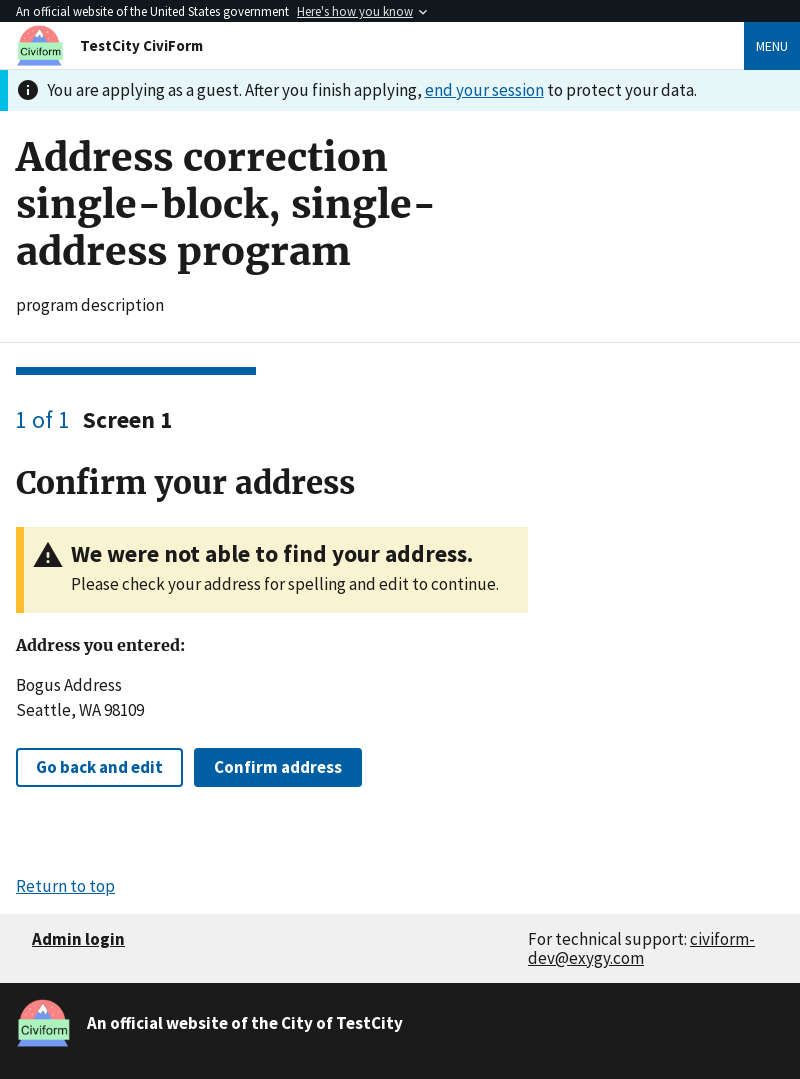 An official website of the United States government Here's how you know
Civiform
TestCity CiviForm
MENU
You are applying as a guest. After you finish applying, end your session to protect your data.
Address correction
single-block, single-
address program
program description
1 of 1 Screen 1
Confirm your address
We were not able to find your address.
Please check your address for spelling and edit to continue.
Address you entered:
Bogus Address
Seattle, WA 98109
Go back and edit
Confirm address
Return to top
Admin login
For technical support: civiform-
dev@exygy.com
Civiform
An official website of the City of TestCity